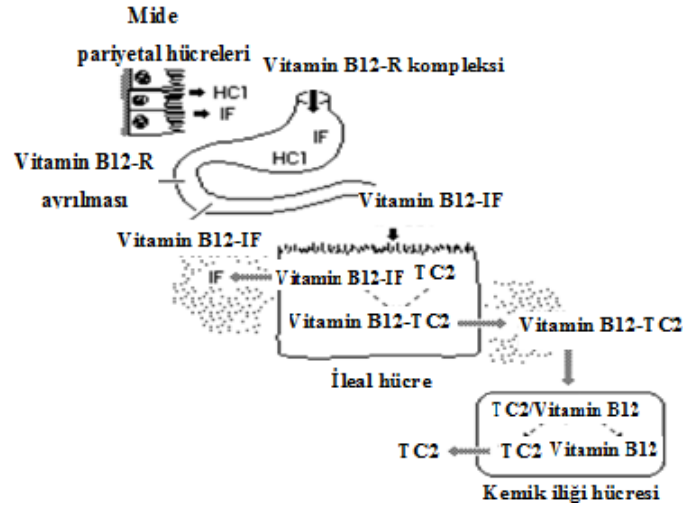 Mide
pariyetal hücreleri
Vitamin B12-R kompleksi
HC1
IF
IF
HC1
Vitamin B12-R
ayrılması
Vitamin B12-IF
Vitamin B12-IF
IF
Vitamin B12-IF
TC2
Vitamin B12-TC2
Vitamin B12-TC2
İleal hücre
TC2/Vitamin B12
TC2
TC2
Vitamin B12
Kemik iliği hücresi